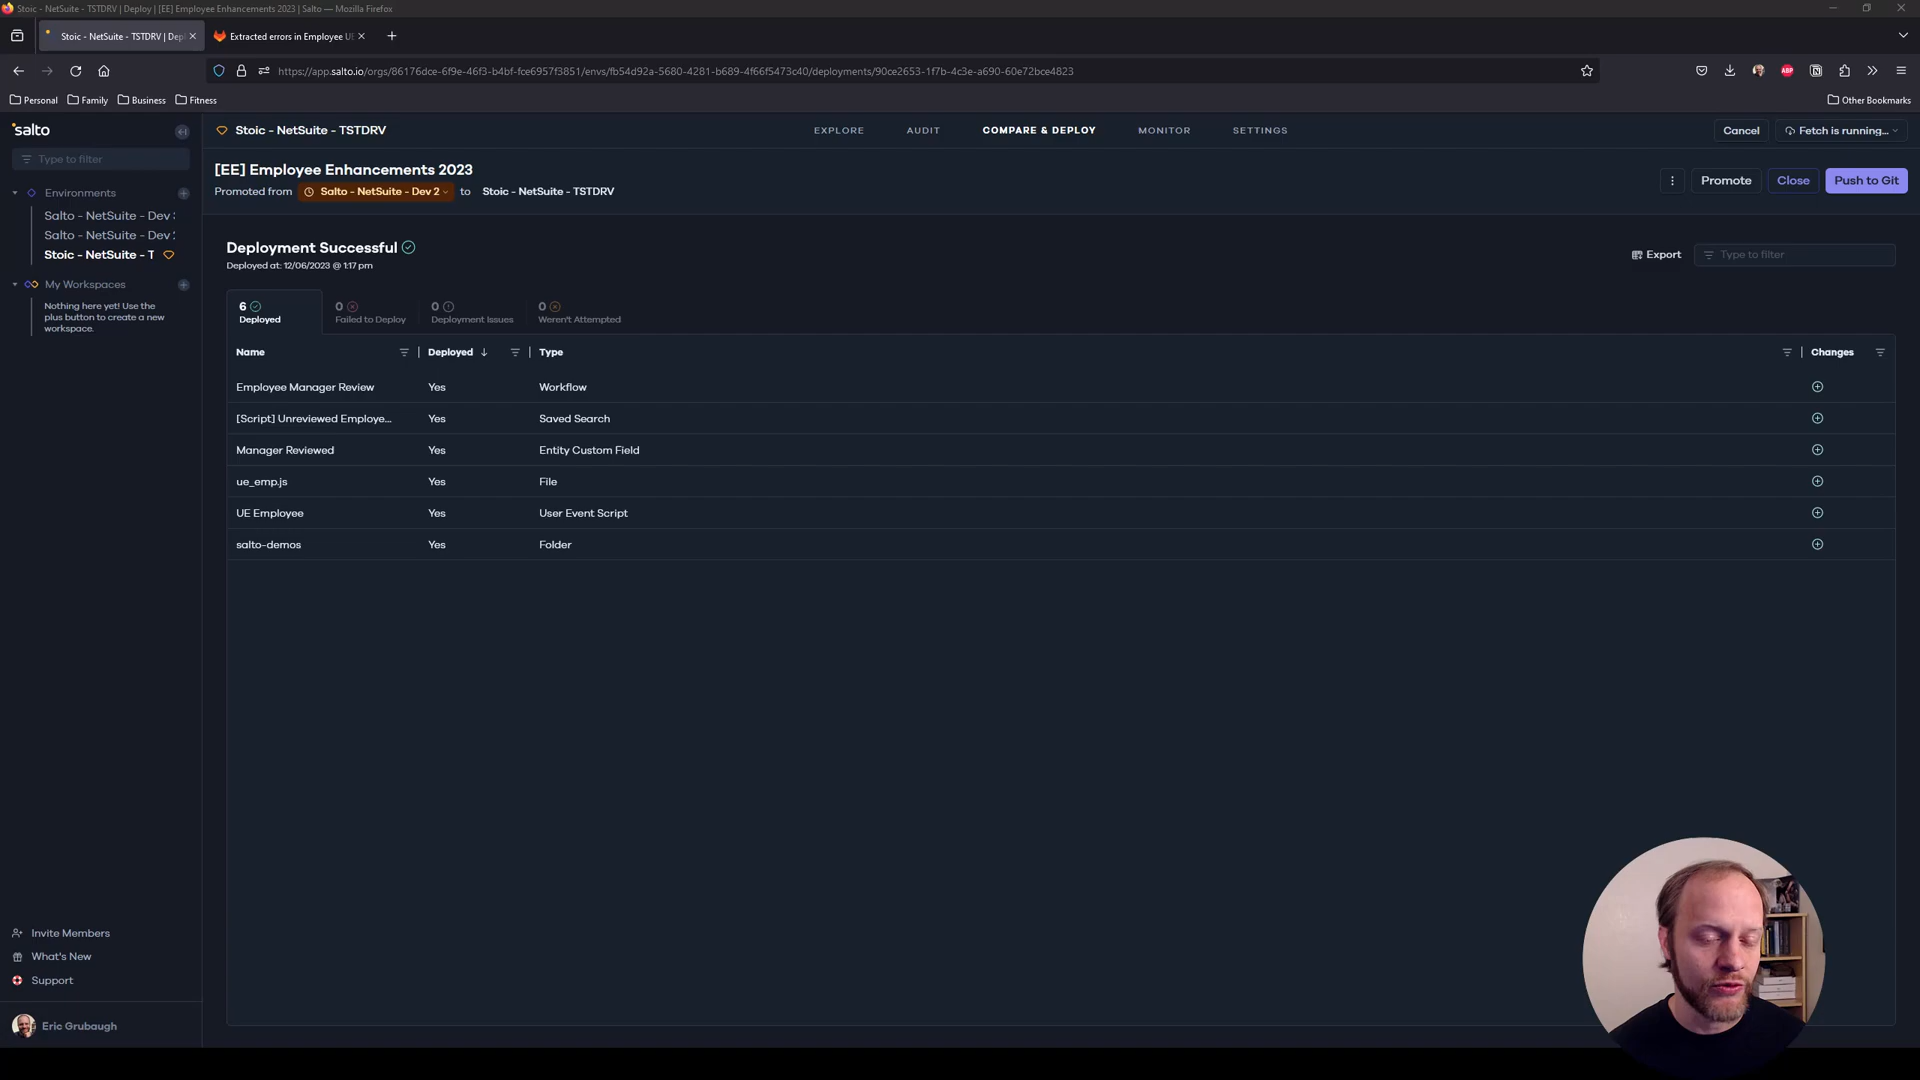 Stoic - NetSuite - TSTDRV | Deploy | [EE] Employee Enhancements 2023 | Salto — Mozilla Firefox
Stoic - NetSuite - TSTDRV | Dep
Extracted errors in Employee UE
https://app.salto.io/orgs/86176dce-6f9e-46f3-b4bf-fce6957f3851/envs/fb54d92a-5680-4281-b689-4f66f5473c40/deployments/90ce2653-1f7b-4c3e-a690-60e72bce4823
ABP
Personal
Family
Business
Fitness
Other Bookmarks
salto
Stoic - NetSuite - TSTDRV
EXPLORE
AUDIT
COMPARE & DEPLOY
MONITOR
SETTINGS
Cancel
Fetch is running...
Type to filter
[EE] Employee Enhancements 2023
Promoted from Salto - NetSuite - Dev 2 to Stoic - NetSuite - TSTDRV
Promote
Close
Push to Git
Environments
Salto - NetSuite - Dev
Salto - NetSuite - Dev
Stoic - NetSuite - T
My Workspaces
Nothing here yet! Use the
plus button to create a new
workspace.
Deployment Successful
Deployed at: 12/06/2023 @ 1:17 pm
Export
Type to filter
6
Deployed
0
Failed to Deploy
0
Deployment Issues
0
Weren't Attempted
Name Deployed Type Changes
Employee Manager Review Yes Workflow
[Script] Unreviewed Employe... Yes Saved Search
Manager Reviewed Yes Entity Custom Field
ue_emp.js Yes File
UE Employee Yes User Event Script
salto-demos Yes Folder
Invite Members
What's New
Support
Eric Grubaugh